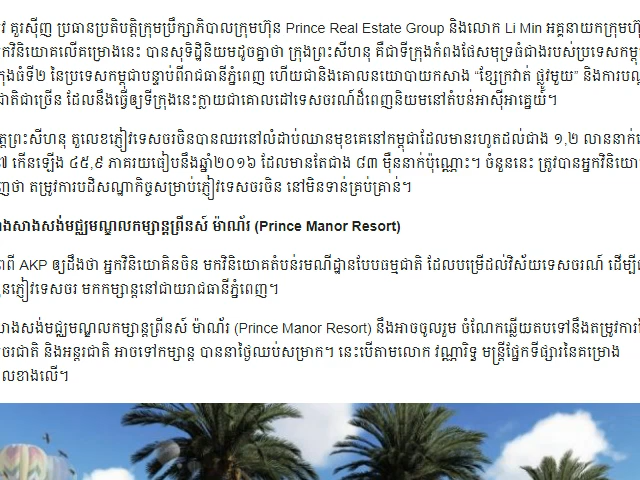 គូរស៊ីញ ប្រធានប្រតិបត្តិក្រុមប្រឹក្សាភិបាលក្រុមហ៊ុន Prince Real Estate Group និងលោក Li Min អគ្គនាយកក្រុមហ៊ុ
កវិនិយោគលើគម្រោងនេះ បានសុទិដ្ឋិនិយមដូចគ្នាថា ក្រុងព្រះសីហនុ គឺជាទីក្រុងកំពងផែសមុទ្រធំជាងរបស់ប្រទេសកម្ពុ
ក្រុងធំទី២ នៃប្រទេសកម្ពុជាបន្ទាប់ពីរាជធានីភ្នំពេញ ហើយជានិងគោលនយោបាយកសាង “ខ្សែក្រវាត់ ផ្លូវមួយ” និងការបណ្
ជាតិជាច្រើន ដែលនឹងធ្វើឲ្យទីក្រុងនេះក្លាយជាគោលដៅទេសចរណ៍ដ៏ពេញនិយមនៅតំបន់អាស៊ីអាគ្នេយ៍។
ត្តព្រះសីហនុ តួលេខភ្ញៀវទេសចរចិនបានឈរនៅលំដាប់ឈានមុខគេនៅកម្ពុជាដែលមានរហូតដល់ជាង ១,២ លាននាក់
៧ កើនឡើង ៤៥,៩ ភាគរយធៀបនឹងឆ្នាំ២០១៦ ដែលមានតែជាង ៨៣ ម៉ឺននាក់ប៉ុណ្ណោះ។ ចំនួននេះ ត្រូវបានអ្នកវិនិយោ
ញថា តម្រូវការបដិសណ្ឋារកិច្ចសម្រាប់ភ្ញៀវទេសចរចិន នៅមិនទាន់គ្រប់គ្រាន់។
ងសាងសង់មជ្ឈមណ្ឌលកម្សាន្តព្រីនស៍ ម៉ាណ័រ (Prince Manor Resort)
ពី AKP ឲ្យដឹងថា អ្នកវិនិយោគិនចិន មកវិនិយោគតំបន់រមណីដ្ឋានបែបធម្មជាតិ ដែលបម្រើដល់វិស័យទេសចរណ៍ ដើម្បី
នភ្ញៀវទេសចរ មកកម្សាន្តនៅជាយរាជធានីភ្នំពេញ។
សាងសង់មជ្ឈមណ្ឌលកម្សាន្តព្រីនស៍ ម៉ាណ័រ (Prince Manor Resort) នឹងអាចចូលរួម ចំណែកឆ្លើយតបទៅនឹងតម្រូវការ
ចរជាតិ និងអន្តរជាតិ អាចទៅកម្សាន្ត បាននាថ្ងៃឈប់សម្រាក។ នេះបើតាមលោក វណ្ណារិទ្ធ មន្ត្រីផ្នែកទីផ្សារនៃគម្រោង
លខាងលើ។